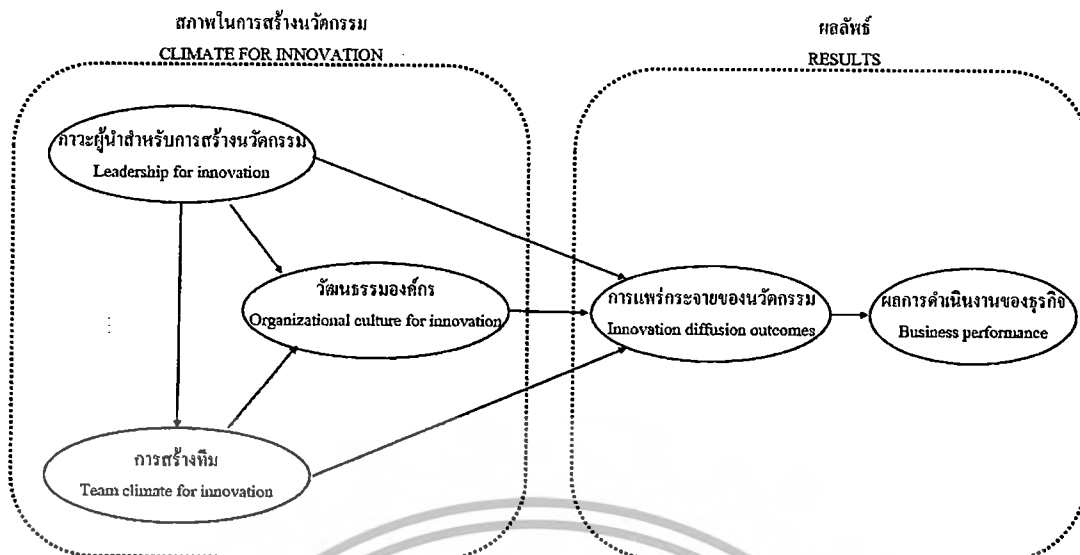 สภาพในการสร้างนวัตกรรม
CLIMATE FOR INNOVATION
ผลลัพธ์
RESULTS
ภาวะผู้นำสำหรับการสร้างนวัตกรรม
Leadership for innovation
วัฒนธรรมองค์กร
Organizational culture for innovation
การแพร่กระจายของนวัตกรรม
Innovation diffusion outcomes
ผลการดำเนินงานของธุรกิจ
Business performance
การสร้างทีม
Team climate for innovation